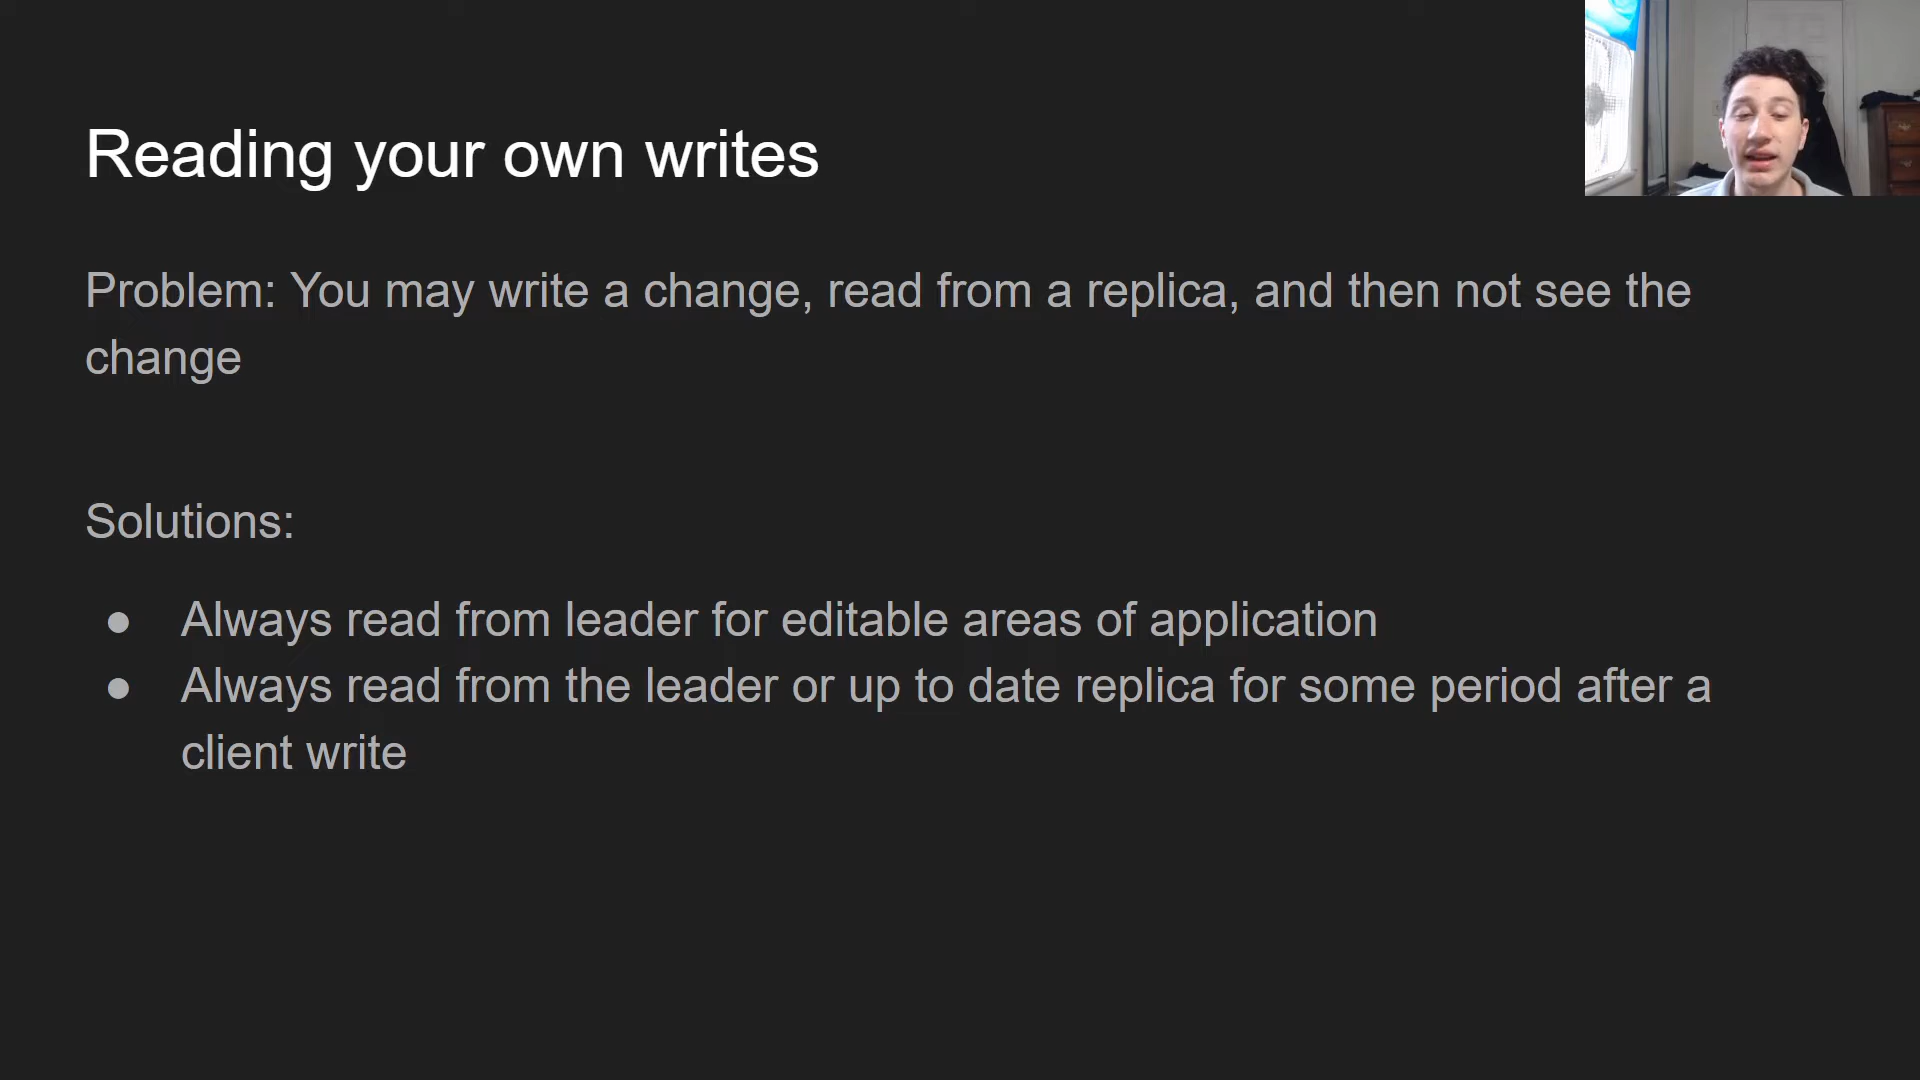 Reading your own writes
Problem: You may write a change, read from a replica, and then not see the
change
Solutions:
● Always read from leader for editable areas of application
● Always read from the leader or up to date replica for some period after a
client write